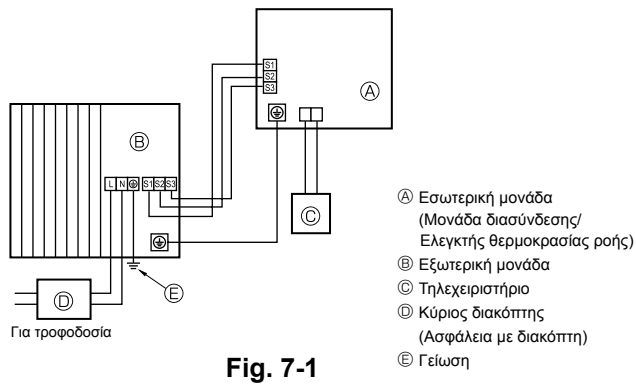 S1
S2
S3
Ⓐ
Ⓑ
L N S1 S2 S3
Ⓒ
Ⓓ
Ⓔ
Για τροφοδοσία
Ⓐ Εσωτερική μονάδα
(Μονάδα διασύνδεσης/
Ελεγκτής θερμοκρασίας ροής)
Ⓑ Εξωτερική μονάδα
Ⓒ Τηλεχειριστήριο
Ⓓ Κύριος διακόπτης
(Ασφάλεια με διακόπτη)
Ⓔ Γείωση
Fig. 7-1